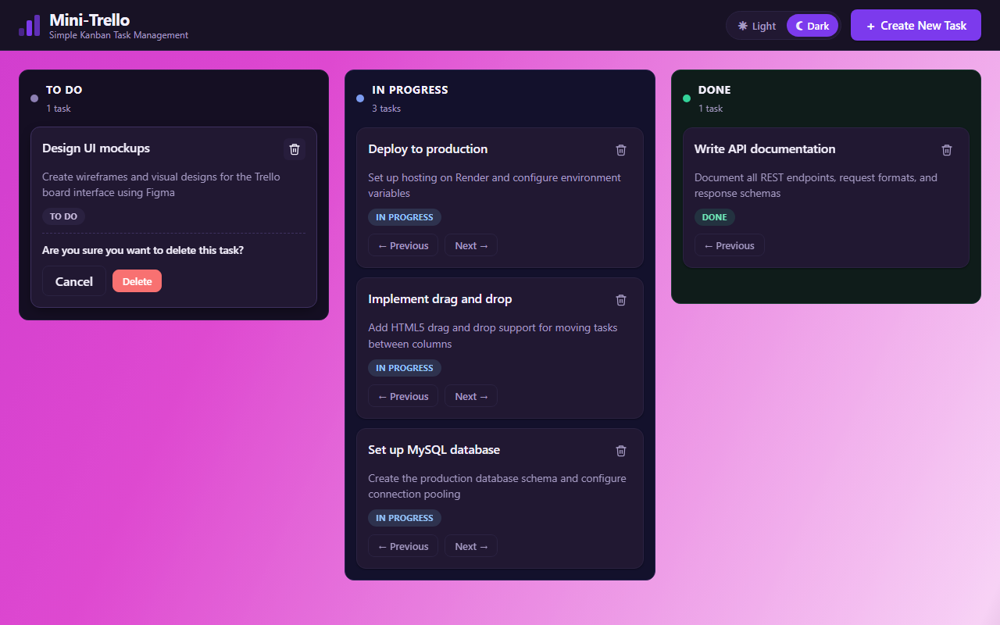 Mini-Trello
Simple Kanban Task Management
Light
Dark
+ Create New Task
TO DO
1 task
Design UI mockups
Create wireframes and visual designs for the Trello
board interface using Figma
TO DO
Are you sure you want to delete this task?
Cancel
Delete
IN PROGRESS
3 tasks
Deploy to production
Set up hosting on Render and configure environment
variables
IN PROGRESS
← Previous
Next →
Implement drag and drop
Add HTML5 drag and drop support for moving tasks
between columns
IN PROGRESS
← Previous
Next →
Set up MySQL database
Create the production database schema and configure
connection pooling
IN PROGRESS
← Previous
Next →
DONE
1 task
Write API documentation
Document all REST endpoints, request formats, and
response schemas
DONE
← Previous